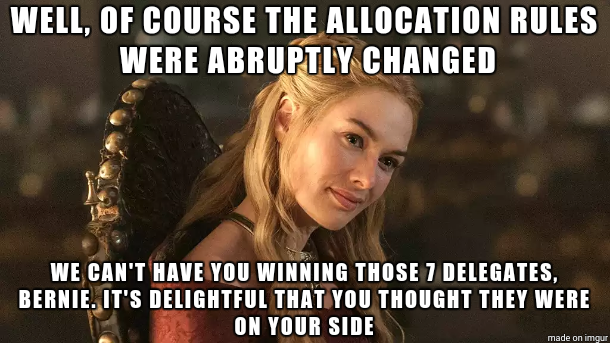 WELL, OF COURSE THE ALLOCATION RULES
WERE ABRUPTLY CHANGED
WE CAN'T HAVE YOU WINNING THOSE 7 DELEGATES,
BERNIE. IT'S DELIGHTFUL THAT YOU THOUGHT THEY WERE
ON YOUR SIDE
made on imgur